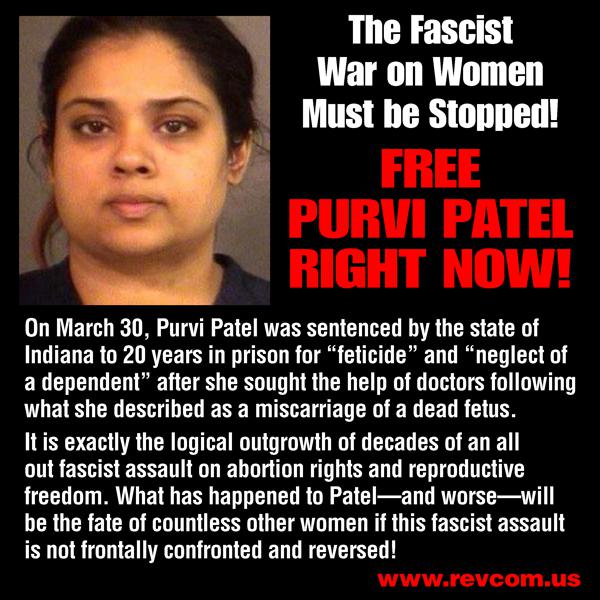 The Fascist
War on Women
Must be Stopped!
FREE
PURVI PATEL
RIGHT NOW!
On March 30, Purvi Patel was sentenced by the state of
Indiana to 20 years in prison for “feticide” and “neglect of
a dependent” after she sought the help of doctors following
what she described as a miscarriage of a dead fetus.
It is exactly the logical outgrowth of decades of an all
out fascist assault on abortion rights and reproductive
freedom. What has happened to Patel—and worse—will
be the fate of countless other women if this fascist assault
is not frontally confronted and reversed!
www.revcom.us